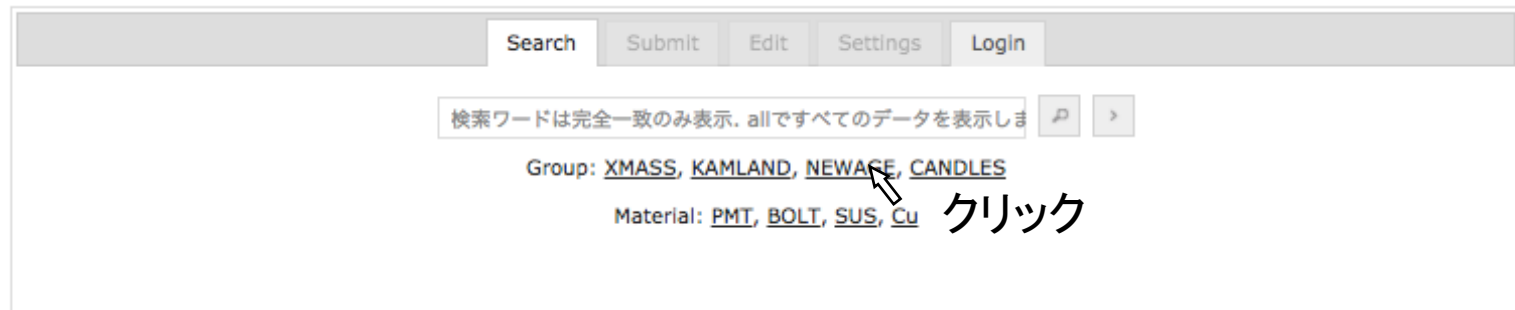 Search Submit Edit Settings Login
検索ワードは完全一致のみ表示. allですべてのデータを表示しま
Group: XMASS, KAMLAND, NEWAGE, CANDLES
Material: PMT, BOLT, SUS, Cu
クリック